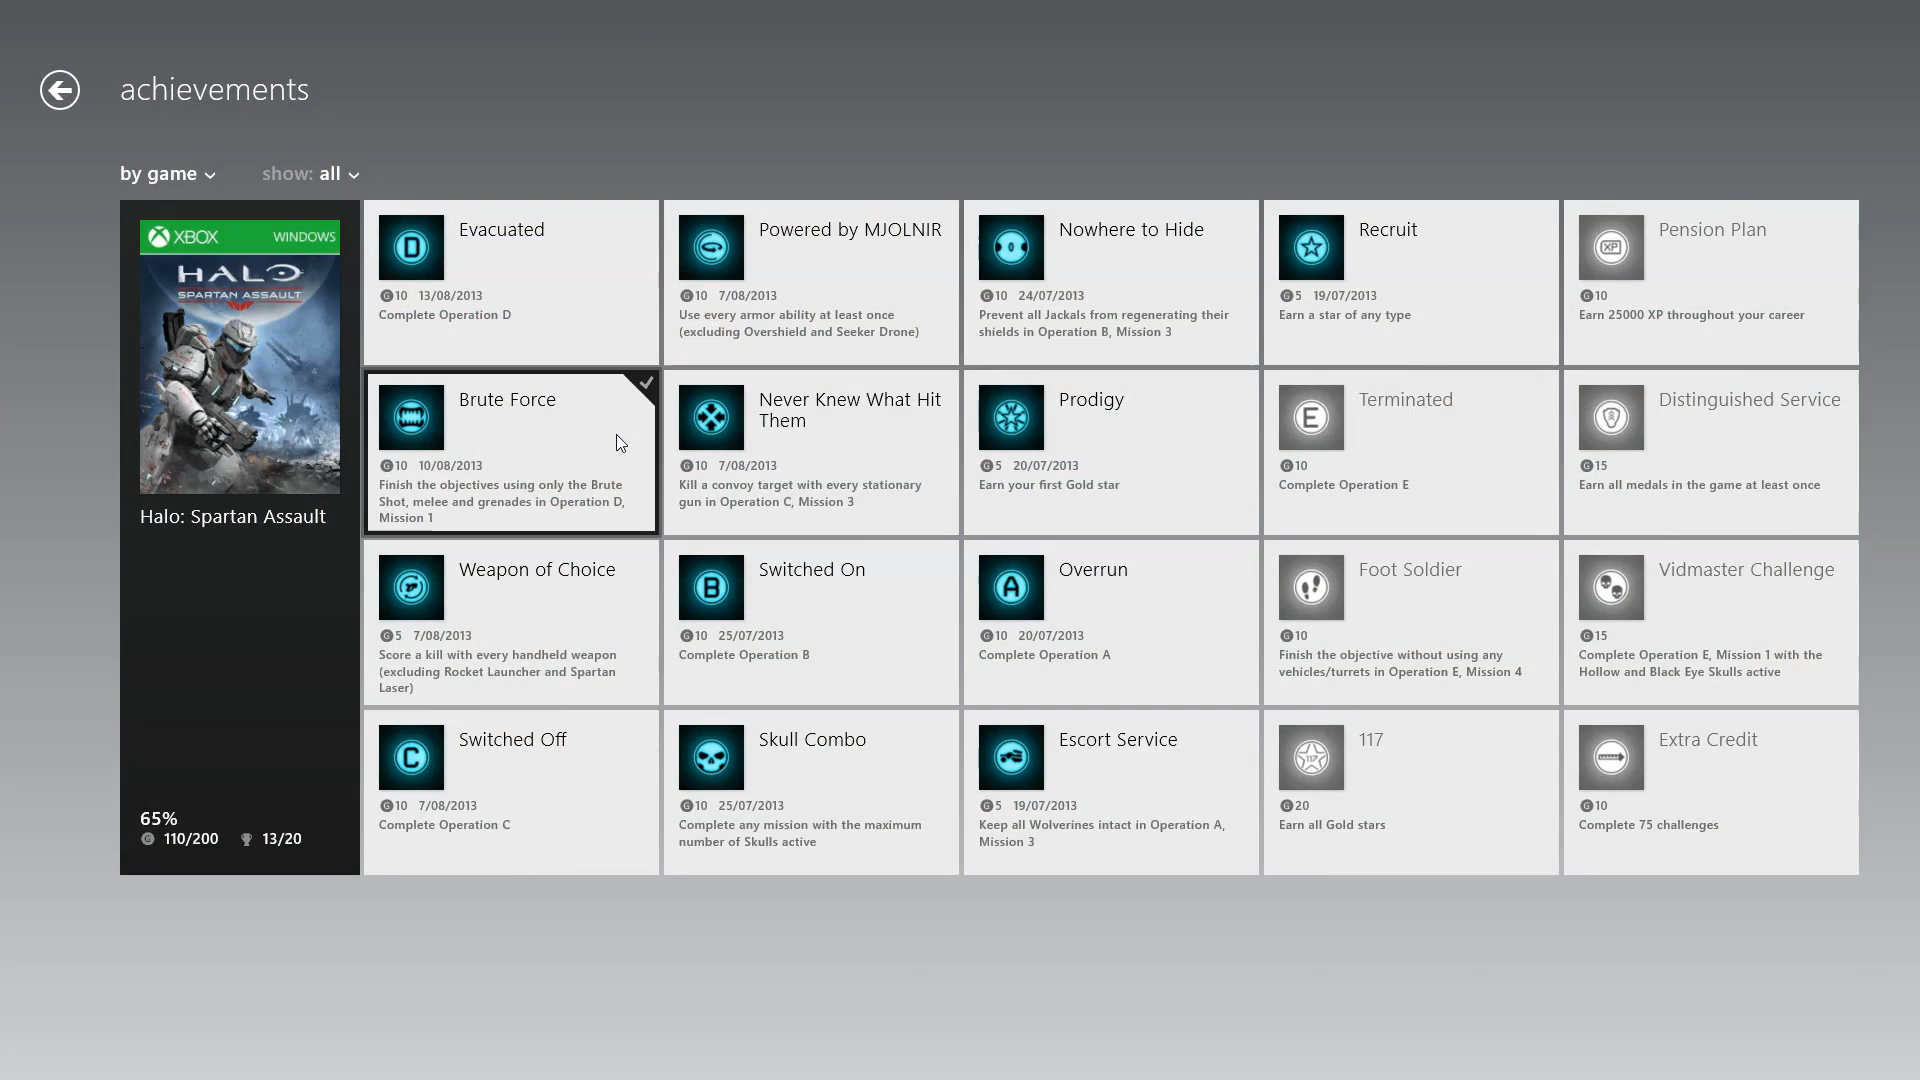 achievements
by game
show: all
XBOX WINDOWS
HALO
SPARTAN ASSAULT
Halo: Spartan Assault
65%
G 110/200 13/20
D
Evacuated
G 10 13/08/2013
Complete Operation D
Brute Force
G 10 10/08/2013
Finish the objectives using only the Brute
Shot, melee and grenades in Operation D,
Mission 1
Weapon of Choice
G 5 7/08/2013
Score a kill with every handheld weapon
(excluding Rocket Launcher and Spartan
Laser)
C
Switched Off
G 10 7/08/2013
Complete Operation C
Powered by MJOLNIR
G 10 7/08/2013
Use every armor ability at least once
(excluding Overshield and Seeker Drone)
Never Knew What Hit
Them
G 10 7/08/2013
Kill a convoy target with every stationary
gun in Operation C, Mission 3
B
Switched On
G 10 25/07/2013
Complete Operation B
Skull Combo
G 10 25/07/2013
Complete any mission with the maximum
number of Skulls active
Nowhere to Hide
G 10 24/07/2013
Prevent all Jackals from regenerating their
shields in Operation B, Mission 3
Prodigy
G 5 20/07/2013
Earn your first Gold star
A
Overrun
G 10 20/07/2013
Complete Operation A
Escort Service
G 5 19/07/2013
Keep all Wolverines intact in Operation A,
Mission 3
Recruit
G 5 19/07/2013
Earn a star of any type
E
Terminated
G 10
Complete Operation E
Foot Soldier
G 10
Finish the objective without using any
vehicles/turrets in Operation E, Mission 4
117
117
G 20
Earn all Gold stars
XP
Pension Plan
G 10
Earn 25000 XP throughout your career
Distinguished Service
G 15
Earn all medals in the game at least once
Vidmaster Challenge
G 15
Complete Operation E, Mission 1 with the
Hollow and Black Eye Skulls active
Extra Credit
G 10
Complete 75 challenges